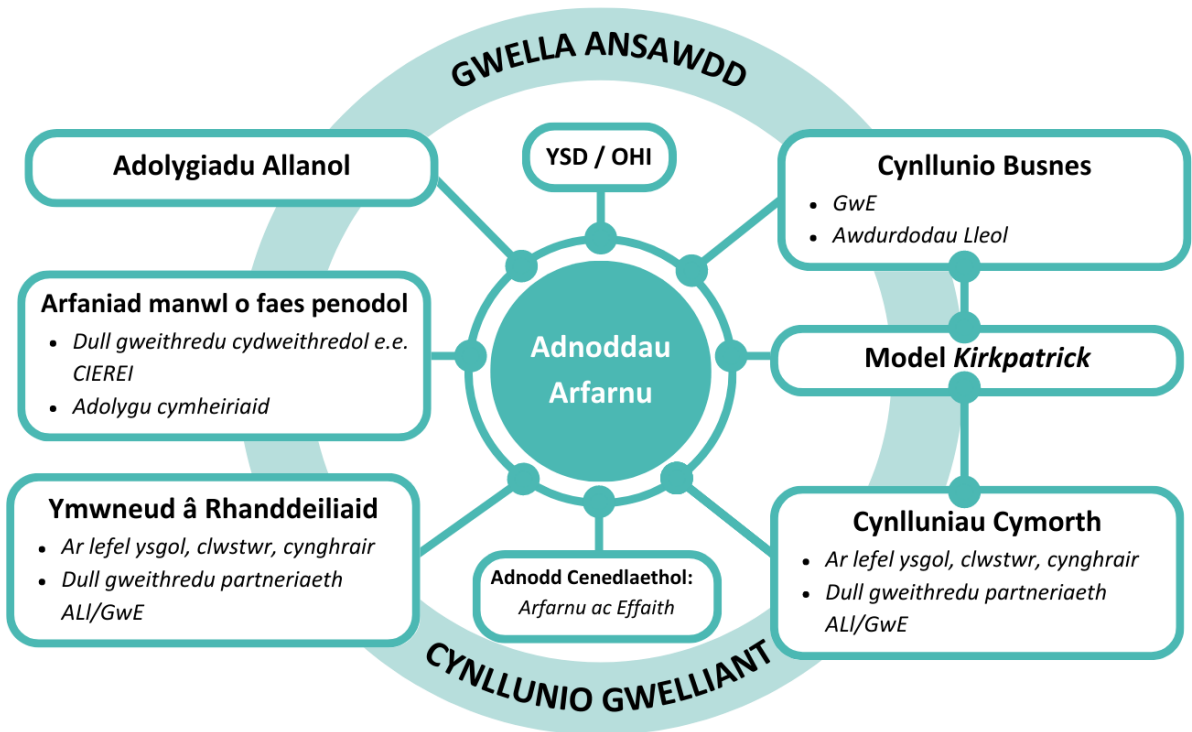 GWELLA ANSAWDD
Adolygiadu Allanol
YSD / OHI
Cynllunio Busnes
• GwE
• Awdurdodau Lleol
Arfaniad manwl o faes penodol
• Dull gweithredu cydweithredol e.e.
CIEREI
• Adolygu cymheiriaid
Adnoddau
Arfarnu
Model Kirkpatrick
Ymwneud â Rhanddeiliaid
• Ar lefel ysgol, clwstwr, cynghrair
• Dull gweithredu partneriaeth
ALl/GwE
Adnodd Cenedlaethol:
Arfarnu ac Effaith
Cynlluniau Cymorth
• Ar lefel ysgol, clwstwr, cynghrair
• Dull gweithredu partneriaeth
ALl/GwE
CYNLLUNIO GWELLIANT